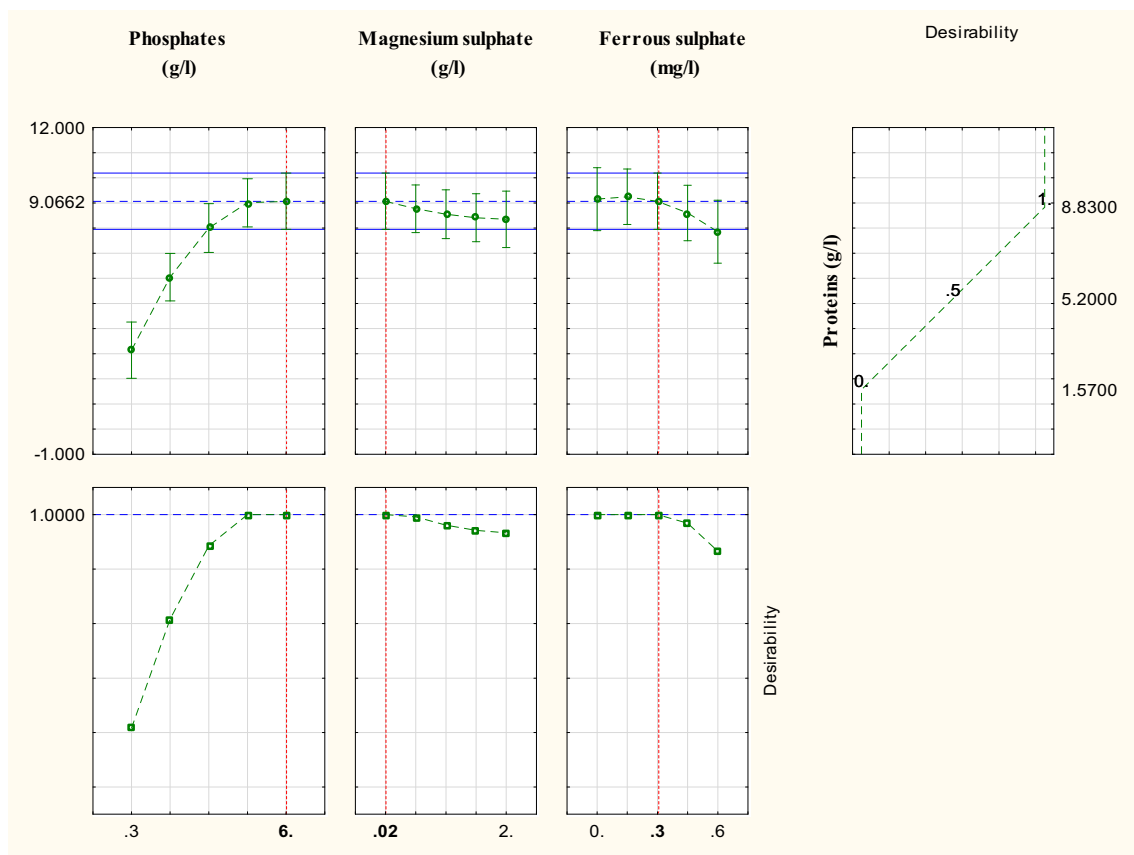 Phosphates
(g/l)
Magnesium sulphate
(g/l)
Ferrous sulphate
(mg/l)
Desirability
12.000
9.0662
-1.000
Proteins (g/l)
1.
.5
0.
8.8300
5.2000
1.5700
1.0000
Desirability
.3
6.
.02
2.
0.
.3
.6